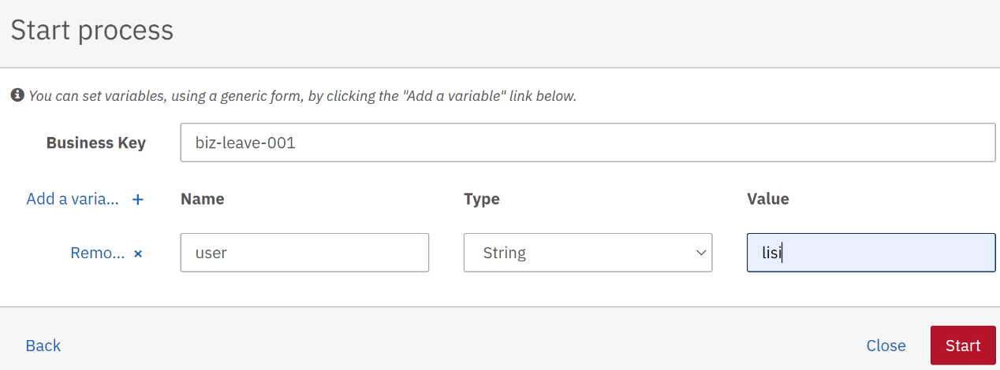 Start process
You can set variables, using a generic form, by clicking the "Add a variable" link below.
Business Key biz-leave-001
Add a varia... + Name Type Value
Remo... × user String lisi
Back Close Start